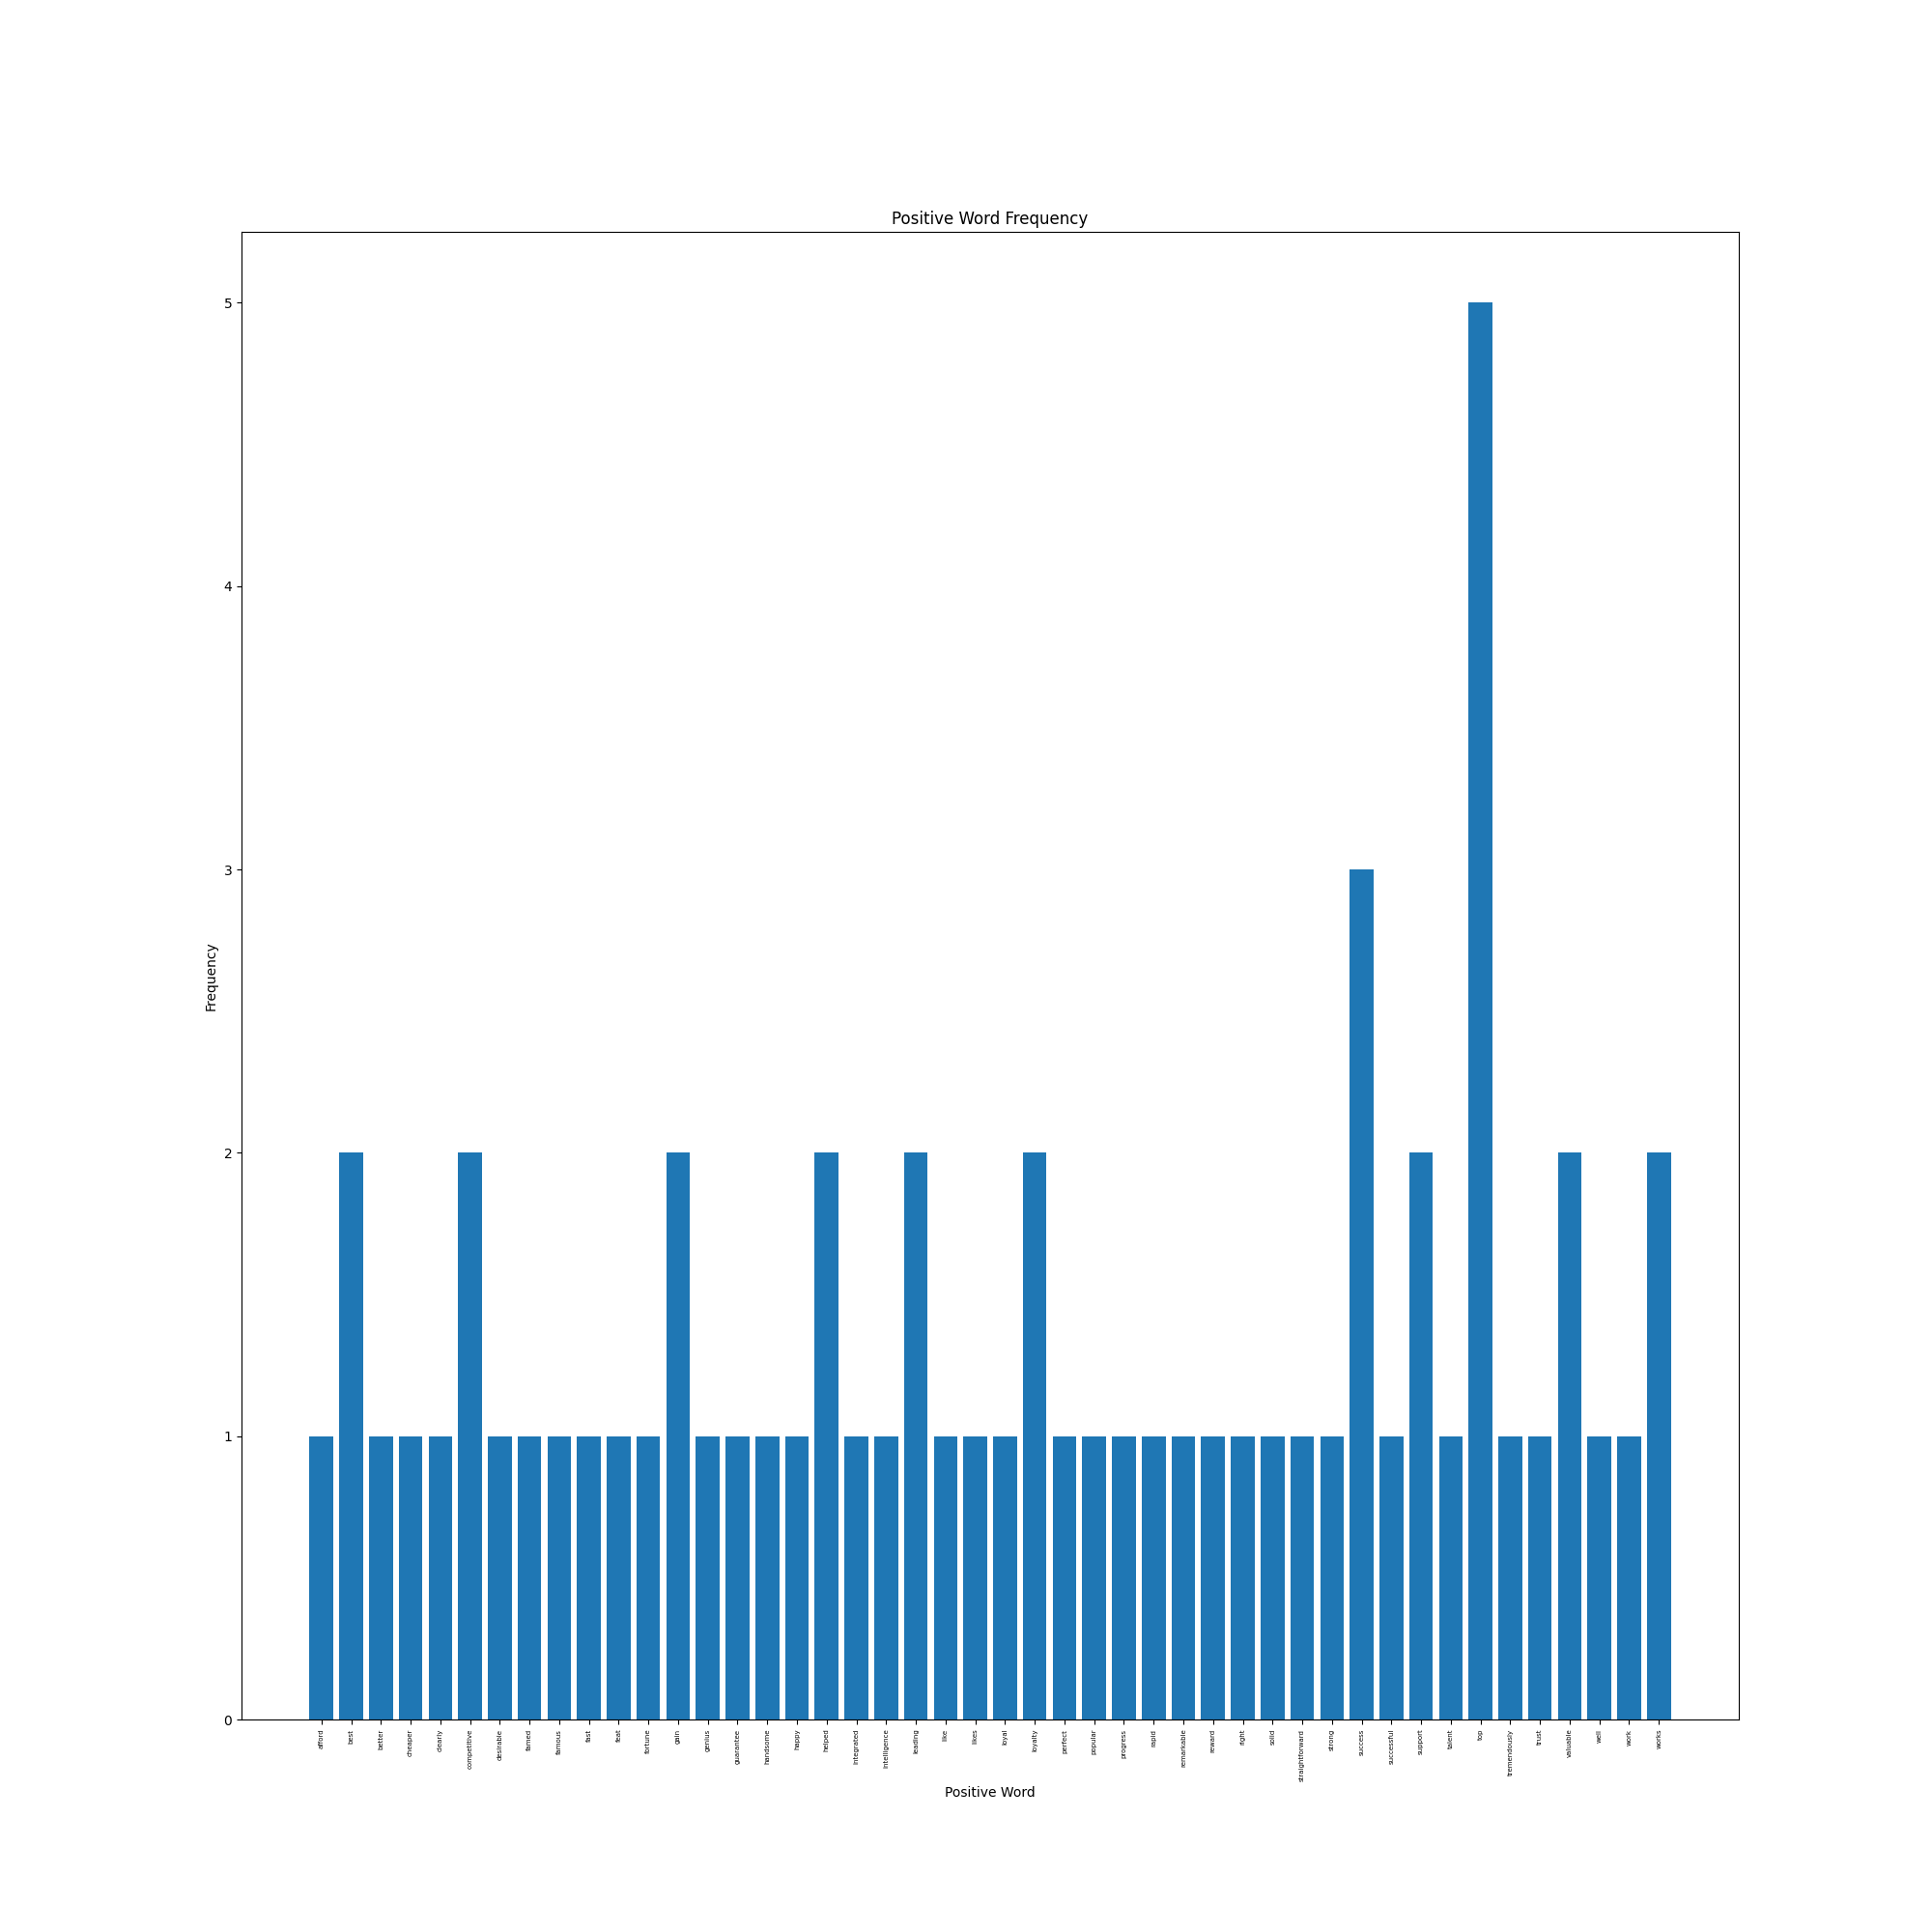 Positive Word Frequency
5
4
3
2
1
0
Frequency
afford
best
better
cheaper
clearly
competitive
desirable
famed
famous
fast
feat
fortune
gain
genius
guarantee
handsome
happy
helped
integrated
intelligence
leading
like
likes
loyal
loyalty
perfect
popular
progress
rapid
remarkable
reward
right
solid
straightforward
strong
success
successful
support
talent
top
tremendously
trust
valuable
well
work
works
Positive Word